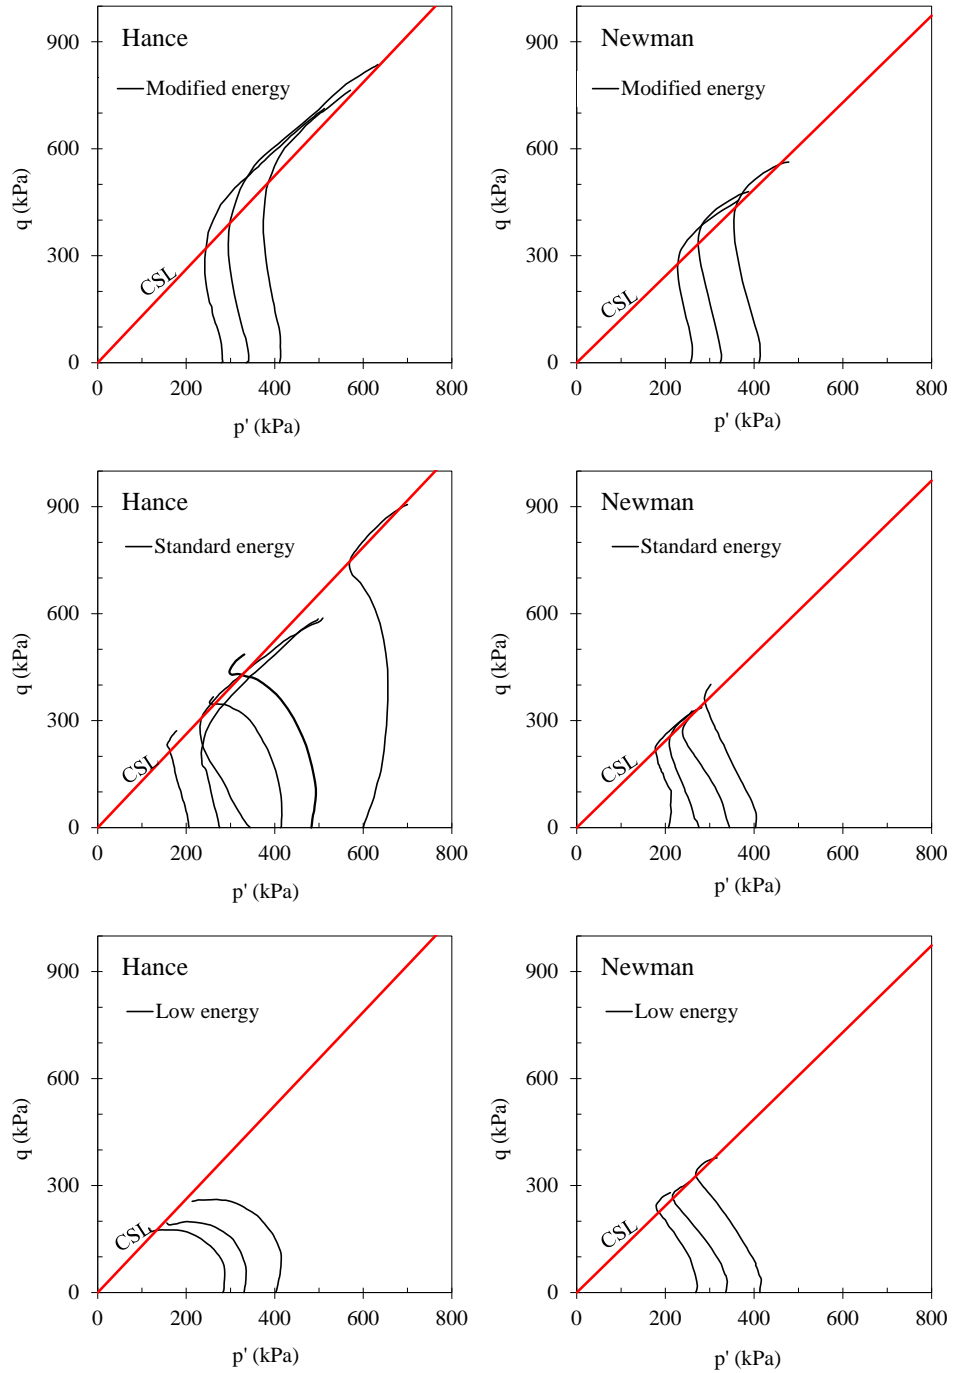 Hance
Modified energy
900
600
300
0
q (kPa)
CSL
0 200 400 600 800
p' (kPa)
Newman
Modified energy
900
600
300
0
q (kPa)
CSL
0 200 400 600 800
p' (kPa)
Hance
Standard energy
900
600
300
0
q (kPa)
CSL
0 200 400 600 800
p' (kPa)
Newman
Standard energy
900
600
300
0
q (kPa)
CSL
0 200 400 600 800
p' (kPa)
Hance
Low energy
900
600
300
0
q (kPa)
CSL
0 200 400 600 800
p' (kPa)
Newman
Low energy
900
600
300
0
q (kPa)
CSL
0 200 400 600 800
p' (kPa)